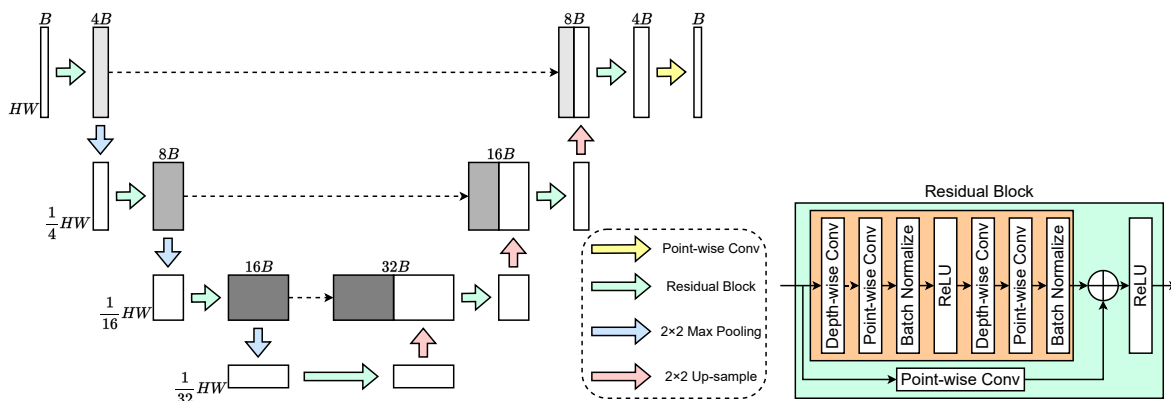 B
4B
8B
4B
B
HW
8B
16B
1/4 HW
16B
32B
1/16 HW
1/32 HW
Point-wise Conv
Residual Block
2×2 Max Pooling
2×2 Up-sample
Residual Block
Depth-wise Conv
Point-wise Conv
Batch Normalize
ReLU
Depth-wise Conv
Point-wise Conv
Batch Normalize
ReLU
Point-wise Conv